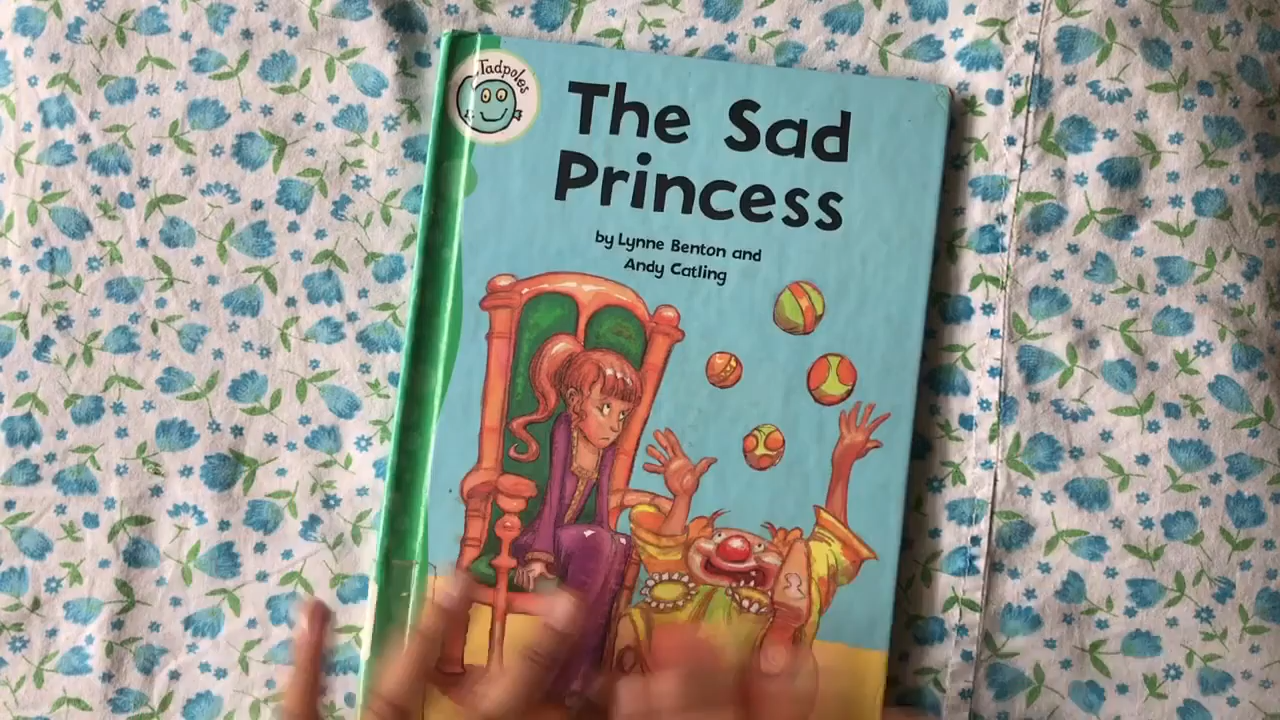 Tadpoles
The Sad
Princess
by Lynne Benton and
Andy Catling